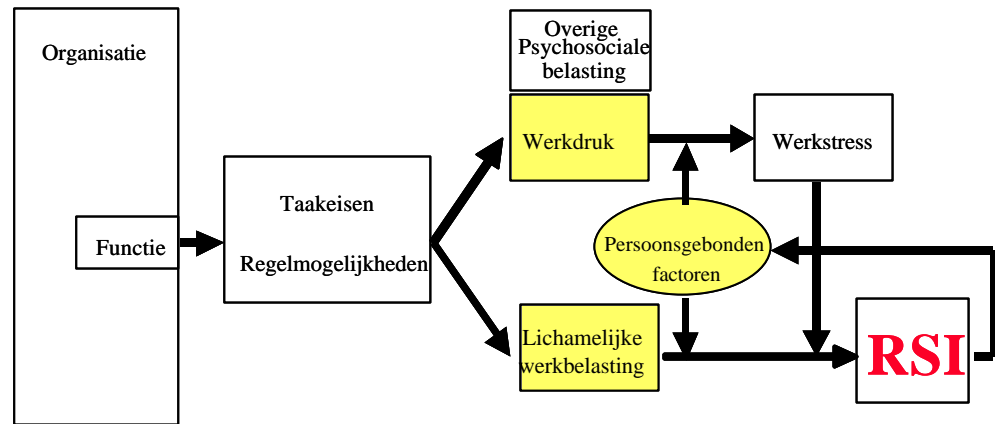 Organisatie
Functie
Taakeisen
Regelmogelijkheden
Overige
Psychosociale
belasting
Werkdruk
Werkstress
Persoonsgebonden
factoren
Lichamelijke
werkbelasting
RSI